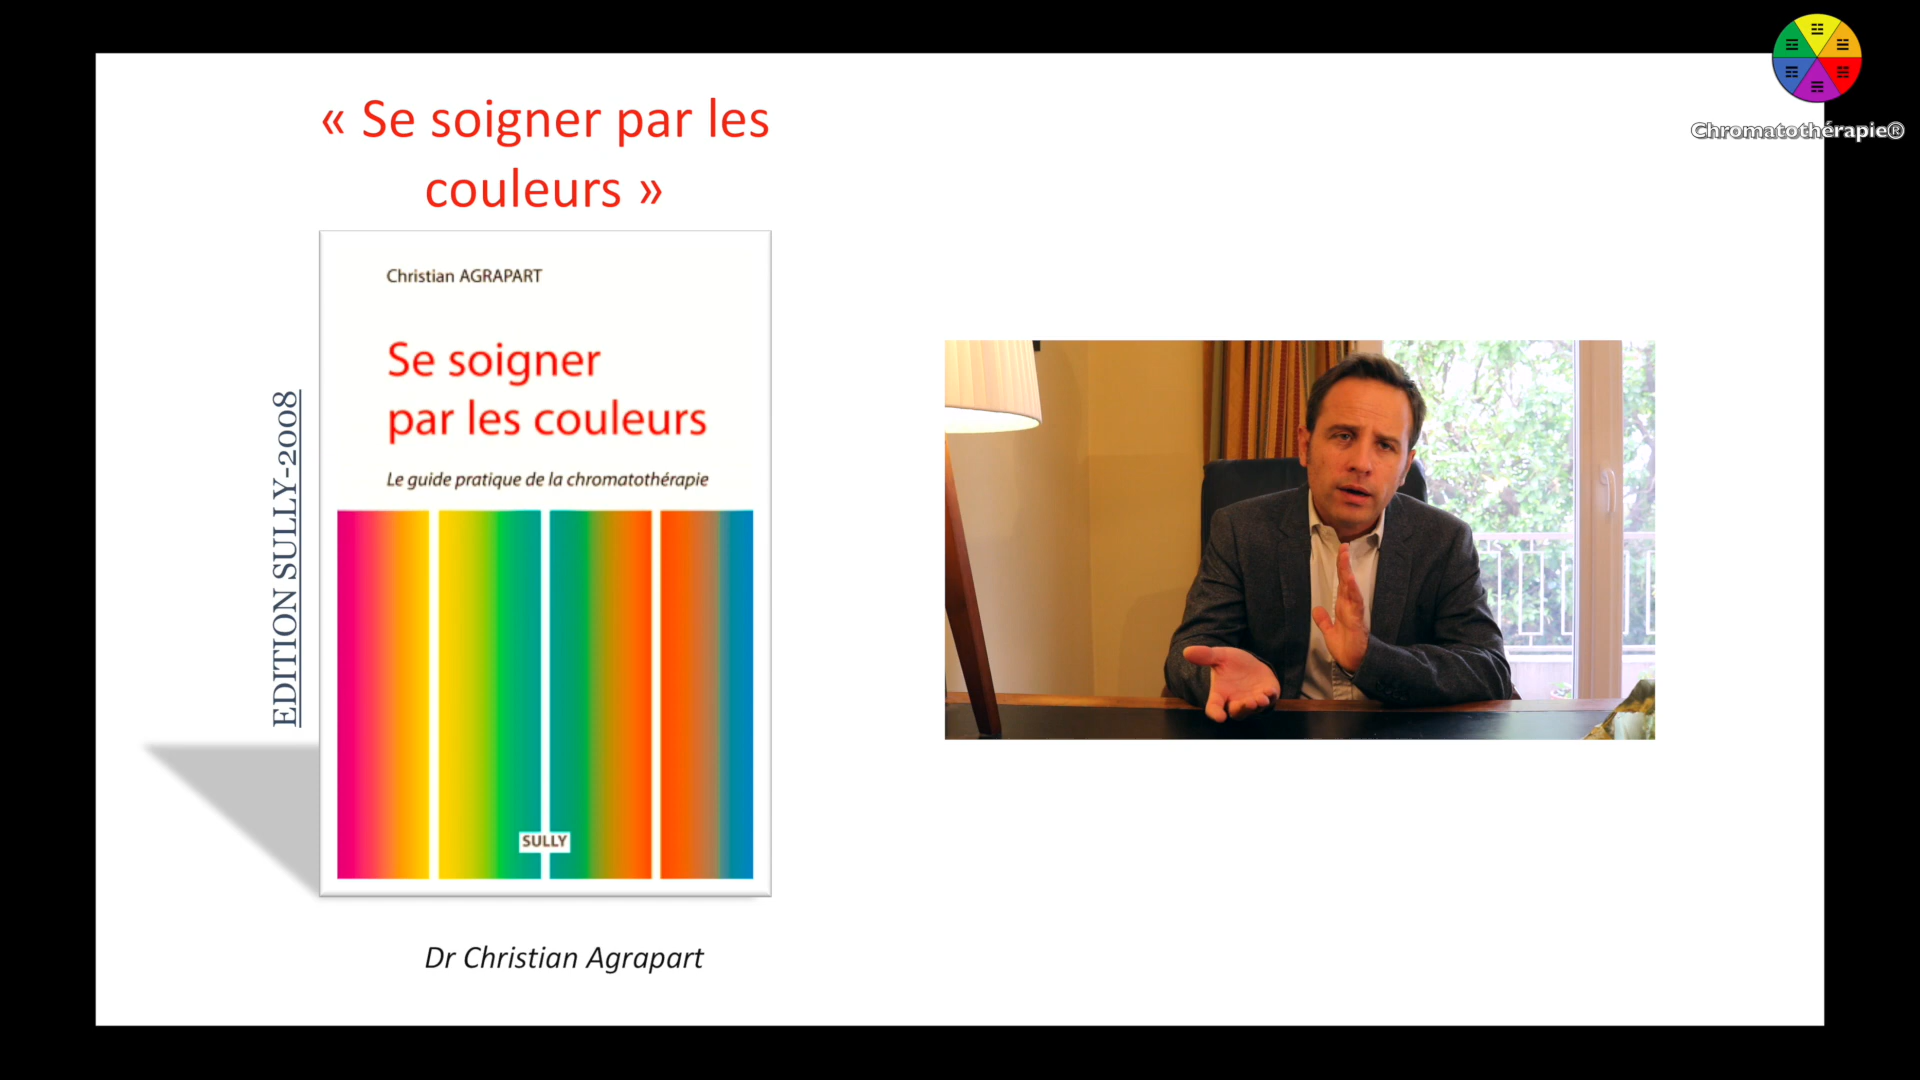 « Se soigner par les
couleurs »
Christian AGRAPART
Se soigner
par les couleurs
Le guide pratique de la chromatothérapie
SULLY
EDITION SULLY-2008
Dr Christian Agrapart
Chromatothérapie®